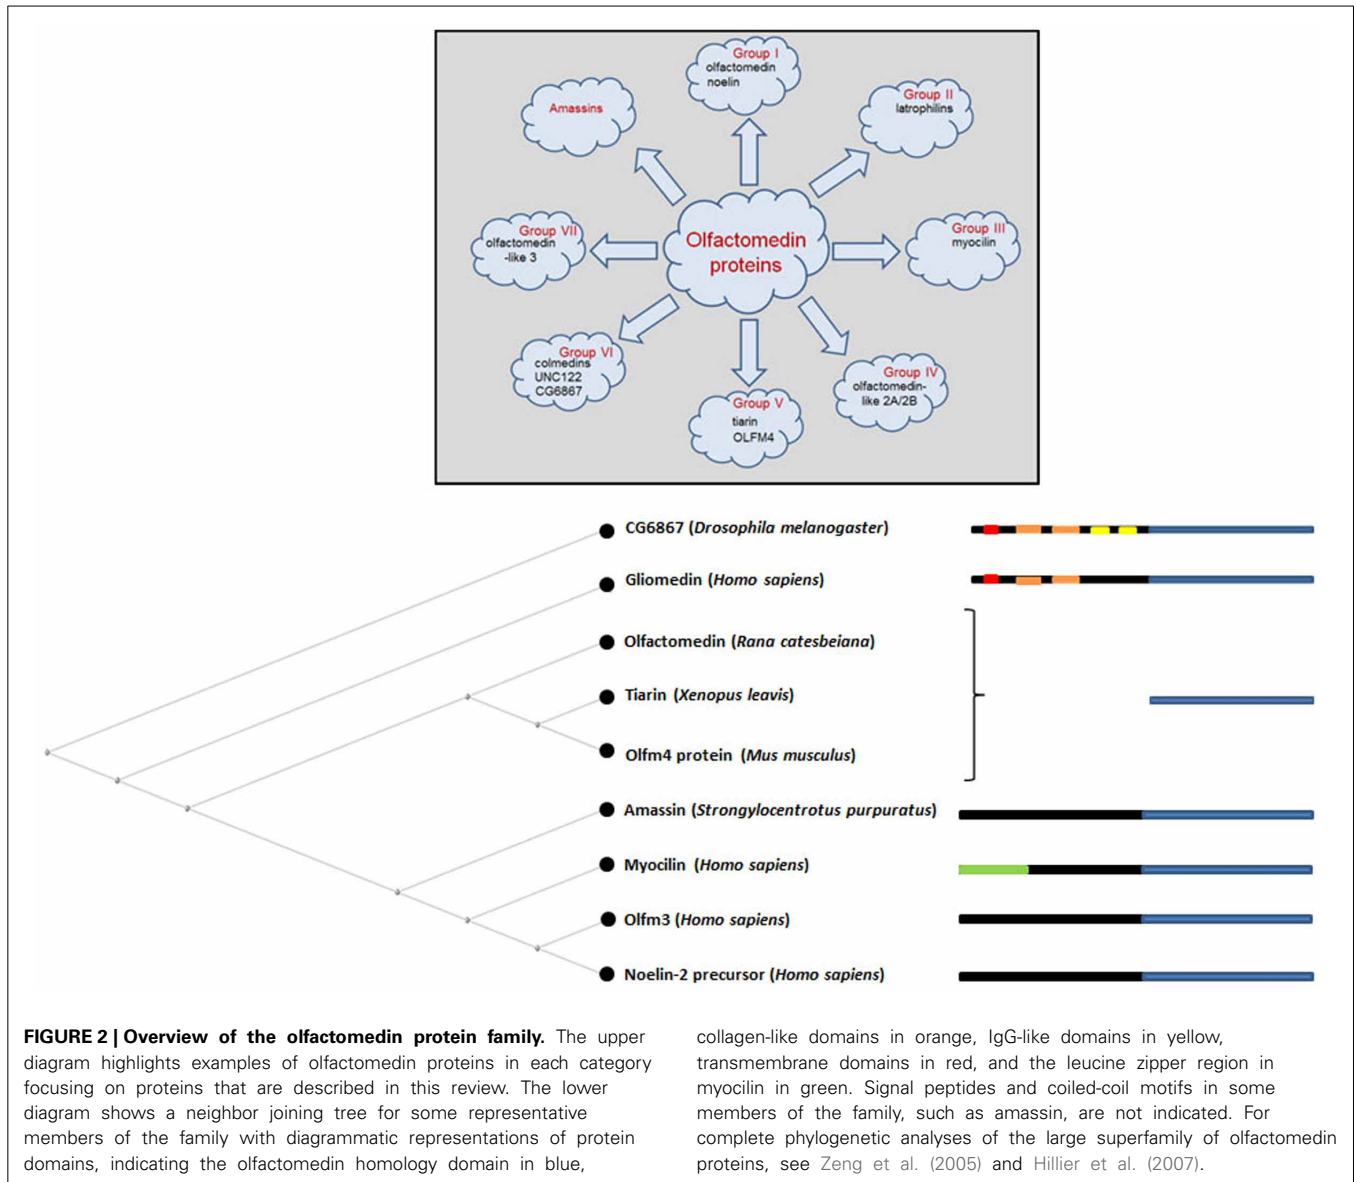 Group I
olfactomedin
noelin
Group II
latrophilins
Amassins
Group III
myocilin
Olfactomedin
proteins
Group VII
olfactomedin
-like 3
Group VI
colmedins
UNC122
CG6867
Group V
tiarin
OLFM4
Group IV
olfactomedin-
like 2A/2B
CG6867 (Drosophila melanogaster)
Gliomedin (Homo sapiens)
Olfactomedin (Rana catesbeiana)
Tiarin (Xenopus leavis)
Olfm4 protein (Mus musculus)
Amassin (Strongylocentrotus purpuratus)
Myocilin (Homo sapiens)
Olfm3 (Homo sapiens)
Noelin-2 precursor (Homo sapiens)
FIGURE 2 | Overview of the olfactomedin protein family. The upper
diagram highlights examples of olfactomedin proteins in each category
focusing on proteins that are described in this review. The lower
diagram shows a neighbor joining tree for some representative
members of the family with diagrammatic representations of protein
domains, indicating the olfactomedin homology domain in blue,
collagen-like domains in orange, IgG-like domains in yellow,
transmembrane domains in red, and the leucine zipper region in
myocilin in green. Signal peptides and coiled-coil motifs in some
members of the family, such as amassin, are not indicated. For
complete phylogenetic analyses of the large superfamily of olfactomedin
proteins, see Zeng et al. (2005) and Hillier et al. (2007).